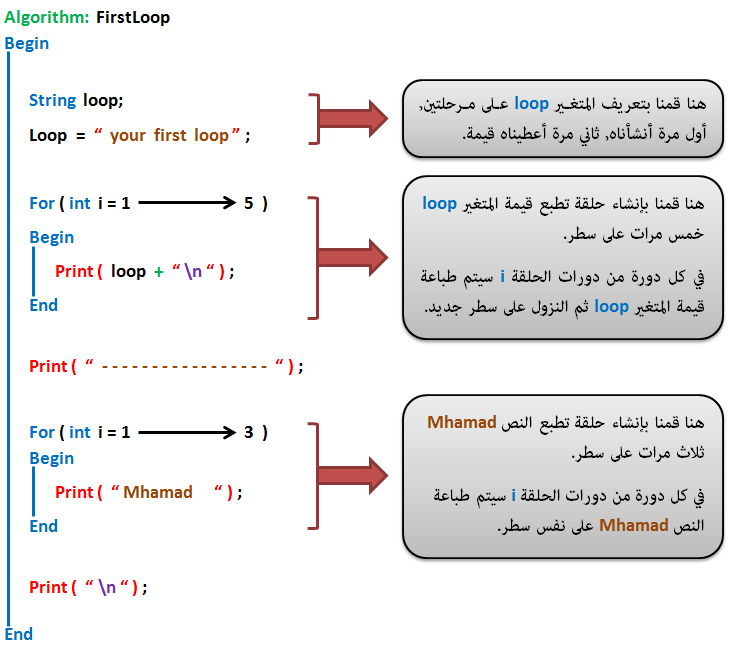 Algorithm: FirstLoop
Begin
String loop;
Loop = “ your first loop”;
هنا قمنا بتعريف المتغير loop على مرحلتين,
أول مرة أنشأناه, ثاني مرة أعطيناه قيمة.
For ( int i = 1 5 )
Begin
Print( loop + “\n“);
End
هنا قمنا بإنشاء حلقة تطبع قيمة المتغير loop
خمس مرات على سطر.
في كل دورة من دورات الحلقة i سيتم طباعة
قيمة المتغير loop ثم النزول على سطر جديد.
Print( “ - - - - - - - - - - - - - - - - - “);
For ( int i = 1 3 )
Begin
Print( “Mhamad “);
End
هنا قمنا بإنشاء حلقة تطبع النص Mhamad
ثلاث مرات على سطر.
في كل دورة من دورات الحلقة i سيتم طباعة
النص Mhamad على نفس سطر.
Print( “\n“);
End